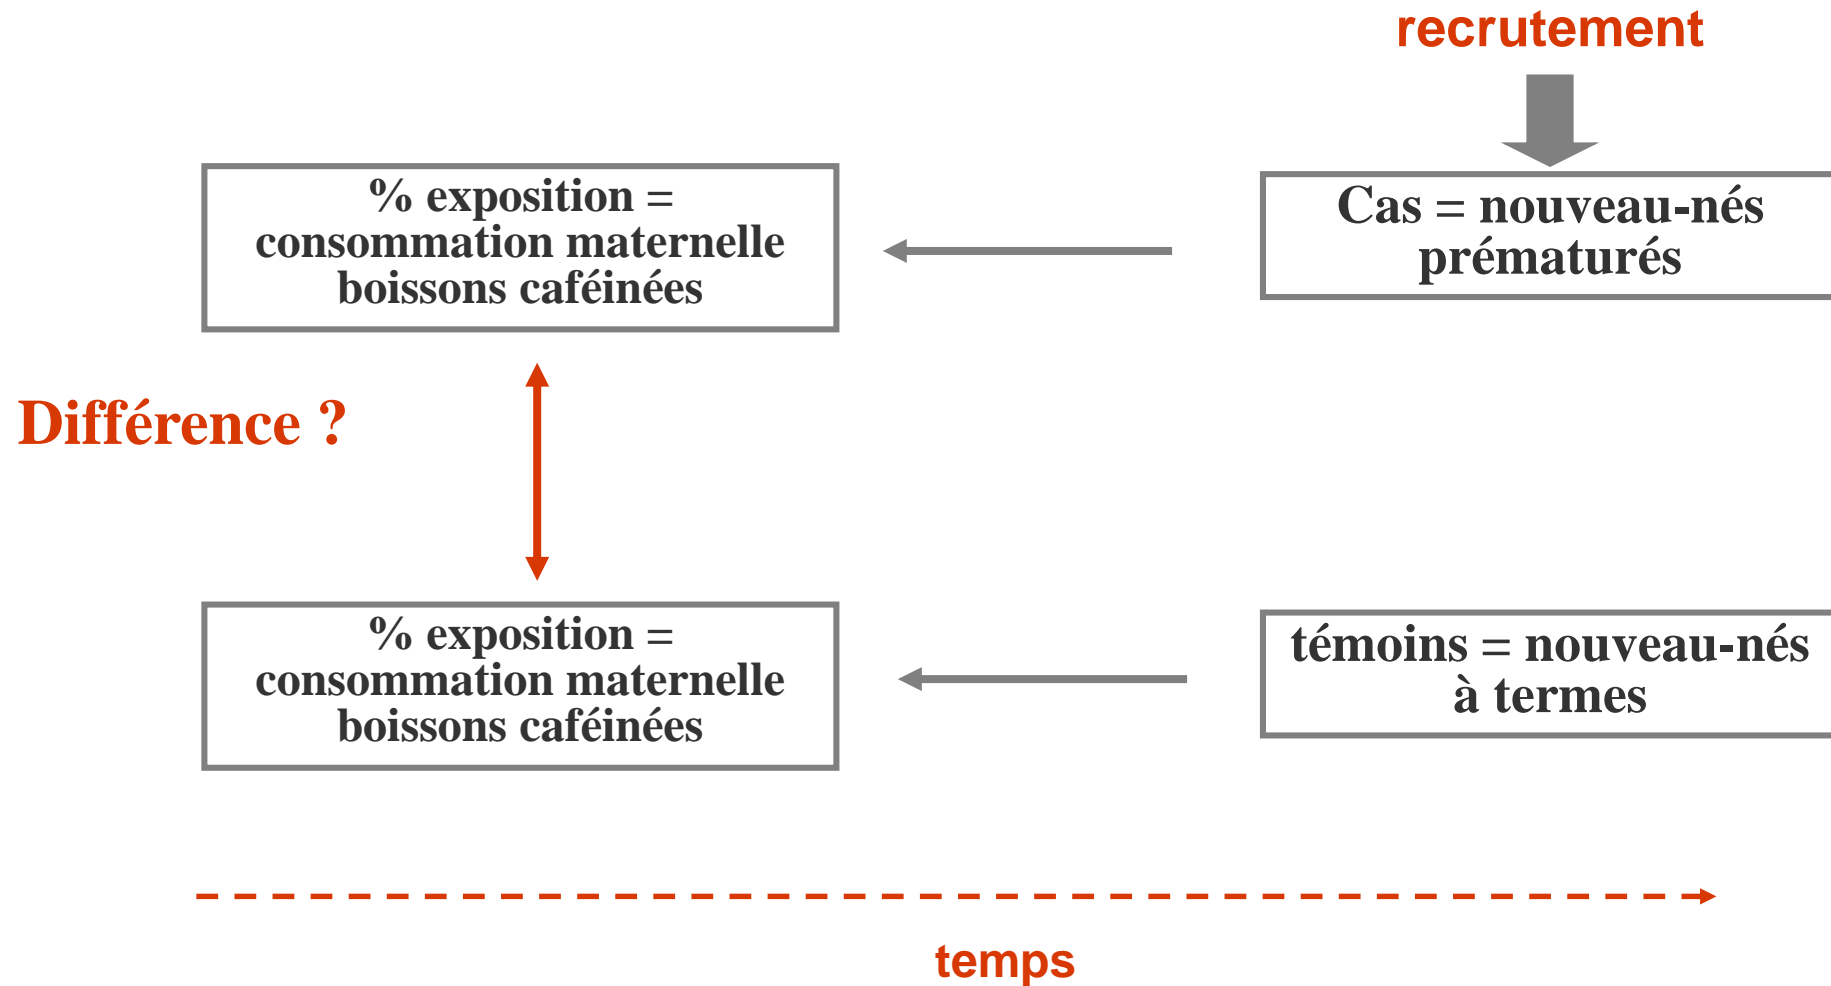 recrutement
% exposition =
consommation maternelle
boissons caféinées
Cas = nouveau-nés
prématurés
Différence ?
% exposition =
consommation maternelle
boissons caféinées
témoins = nouveau-nés
à termes
temps